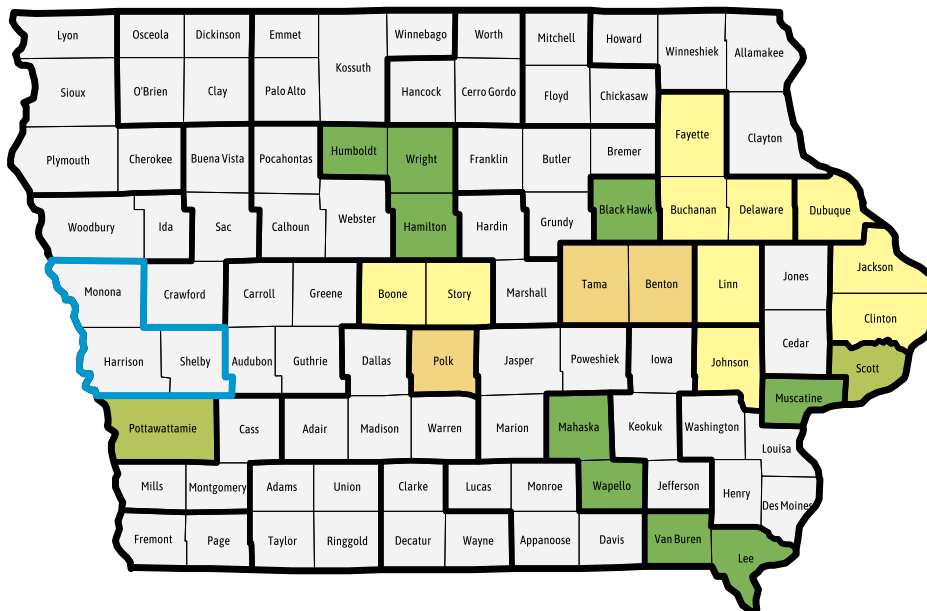 Lyon
Osceola
Dickinson
Emmet
Kossuth
Winnebago
Worth
Mitchell
Howard
Winneshiek
Allamakee
Sioux
O'Brien
Clay
Palo Alto
Hancock
Cerro Gordo
Floyd
Chickasaw
Fayette
Clayton
Plymouth
Cherokee
Buena Vista
Pocahontas
Humboldt
Wright
Franklin
Butler
Bremer
Woodbury
Ida
Sac
Calhoun
Webster
Hamilton
Hardin
Grundy
Black Hawk
Buchanan
Delaware
Dubuque
Monona
Crawford
Carroll
Greene
Boone
Story
Marshall
Tama
Benton
Linn
Jones
Jackson
Clinton
Harrison
Shelby
Audubon
Guthrie
Dallas
Polk
Jasper
Poweshiek
Iowa
Johnson
Cedar
Scott
Muscatine
Pottawattamie
Cass
Adair
Madison
Warren
Marion
Mahaska
Keokuk
Washington
Louisa
Mills
Montgomery
Adams
Union
Clarke
Lucas
Monroe
Wapello
Jefferson
Henry
Des Moines
Fremont
Page
Taylor
Ringgold
Decatur
Wayne
Appanoose
Davis
Van Buren
Lee